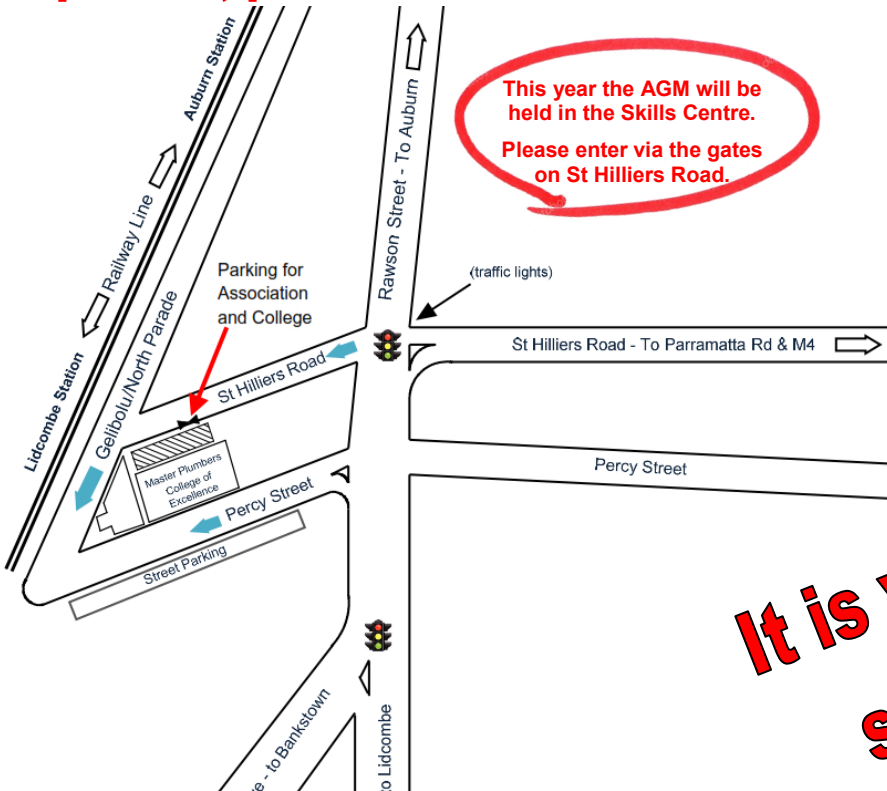 This year the AGM will be
held in the Skills Centre.
Please enter via the gates
on St Hilliers Road.
Auburn Station
Railway Line
Lidcombe Station
Gelibolu/North Parade
Rawson Street - To Auburn
(traffic lights)
Parking for
Association
and College
St Hilliers Road
St Hilliers Road - To Parramatta Rd & M4
Master Plumbers
College of
Excellence
Percy Street
Percy Street
Street Parking
It is
- to Bankstown
to Lidcombe